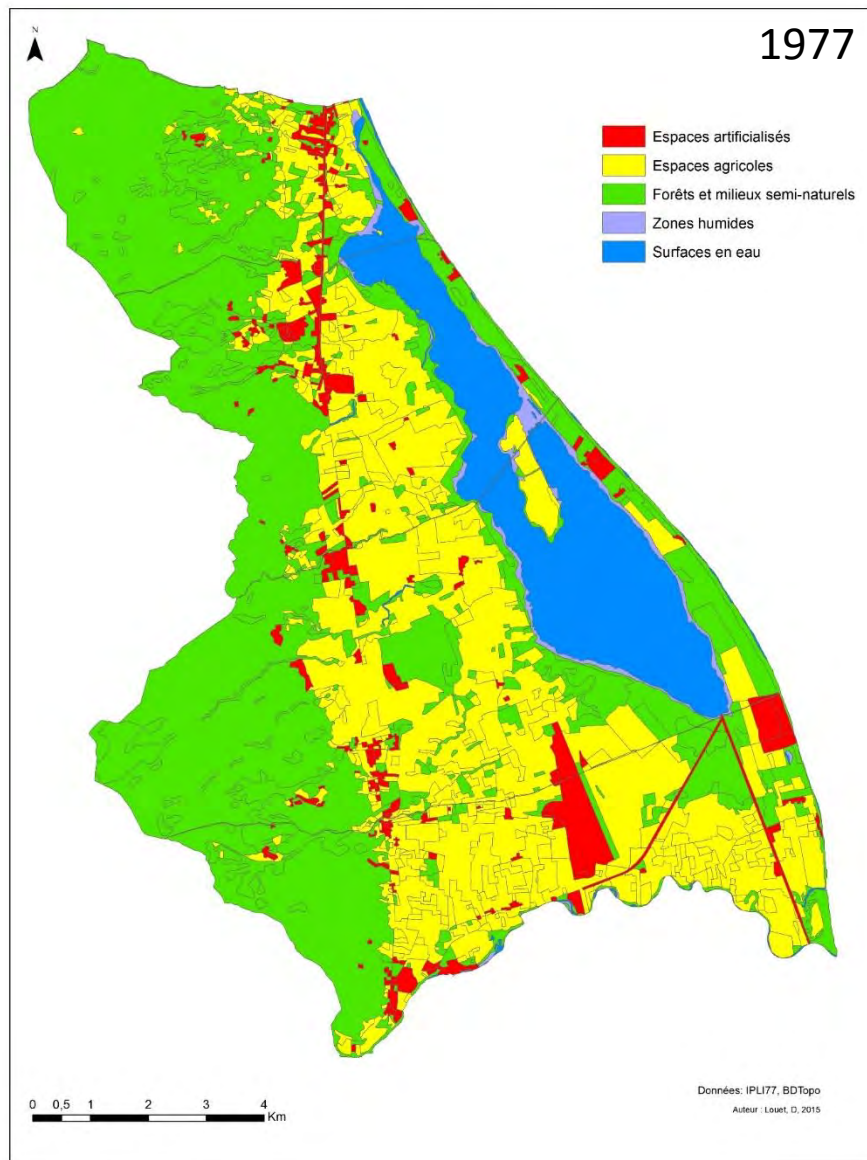 1977
N
Espaces artificialisés
Espaces agricoles
Forêts et milieux semi-naturels
Zones humides
Surfaces en eau
Données: IPLI77, BDTopo
Auteur : Louet, D, 2015
0 0,5 1 2 3 4
Km